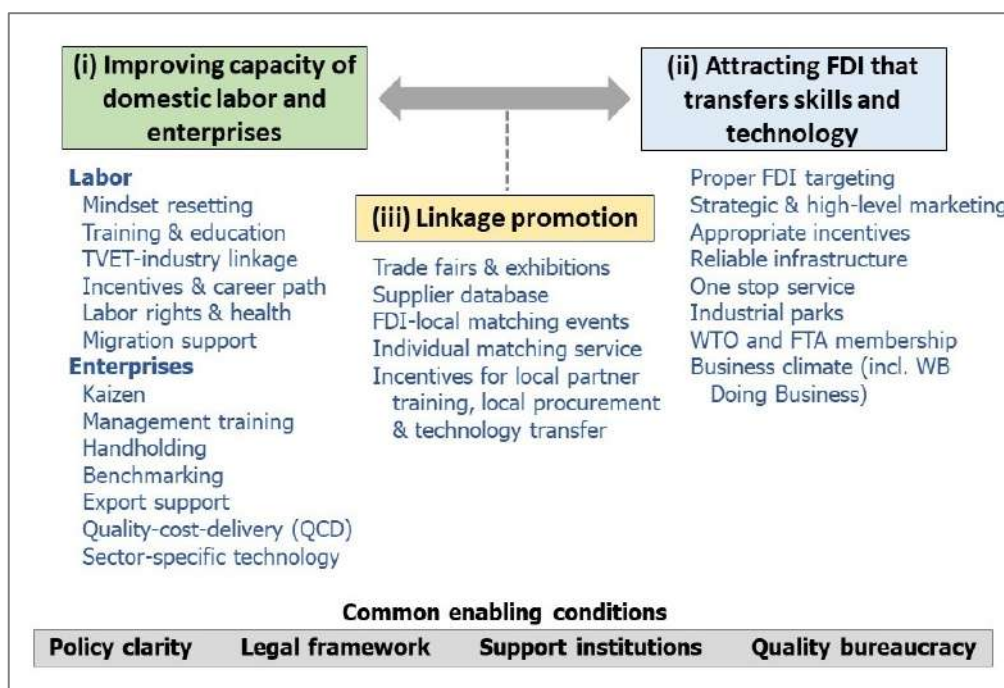 (i) Improving capacity of
domestic labor and
enterprises
(ii) Attracting FDI that
transfers skills and
technology
Labor
Mindset resetting
Training & education
TVET-industry linkage
Incentives & career path
Labor rights & health
Migration support
Enterprises
Kaizen
Management training
Handholding
Benchmarking
Export support
Quality-cost-delivery (QCD)
Sector-specific technology
(iii) Linkage promotion
Trade fairs & exhibitions
Supplier database
FDI-local matching events
Individual matching service
Incentives for local partner
training, local procurement
& technology transfer
Proper FDI targeting
Strategic & high-level marketing
Appropriate incentives
Reliable infrastructure
One stop service
Industrial parks
WTO and FTA membership
Business climate (incl. WB
Doing Business)
Common enabling conditions
Policy clarity Legal framework Support institutions Quality bureaucracy